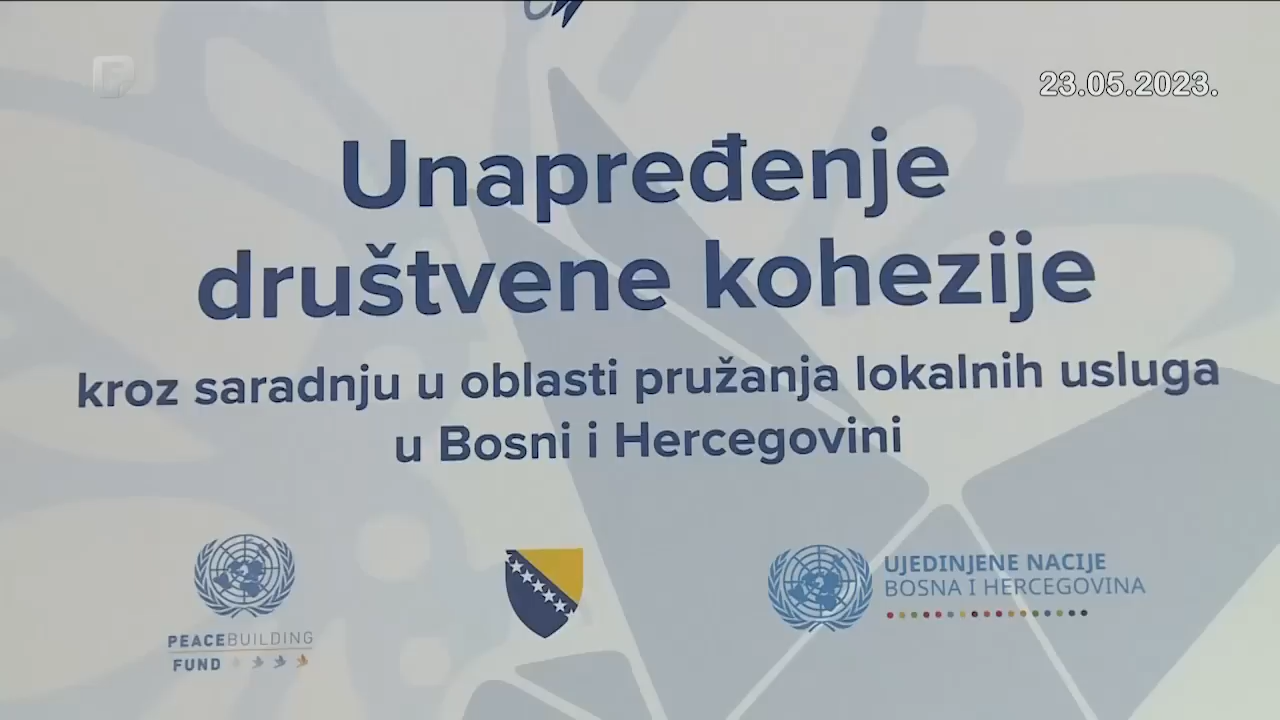 23.05.2023.
Unapređenje
društvene kohezije
kroz saradnju u oblasti pružanja lokalnih usluga
u Bosni i Hercegovini
PEACEBUILDING
FUND
UJEDINJENE NACIJE
BOSNA I HERCEGOVINA